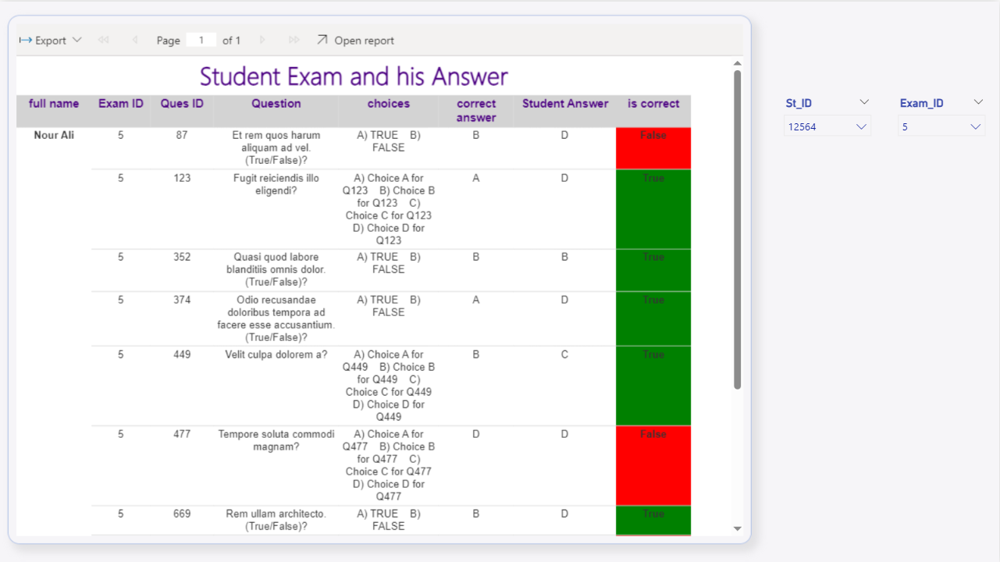 Export Page 1 of 1 Open report
Student Exam and his Answer
full name Exam ID Ques ID Question choices correct answer Student Answer is correct
Nour Ali 5 87 Et rem quos harum aliquam ad vel. (True/False)? A) TRUE B) FALSE B D False
5 123 Fugit reiciendis illo eligendi? A) Choice A for Q123 B) Choice B for Q123 C) Choice C for Q123 D) Choice D for Q123 A D True
5 352 Quasi quod labore blanditiis omnis dolor. (True/False)? A) TRUE B) FALSE B B True
5 374 Odio recusandae doloribus tempora ad facere esse accusantium. (True/False)? A) TRUE B) FALSE A D True
5 449 Velit culpa dolorem a? A) Choice A for Q449 B) Choice B for Q449 C) Choice C for Q449 D) Choice D for Q449 B C True
5 477 Tempore soluta commodi magnam? A) Choice A for Q477 B) Choice B for Q477 C) Choice C for Q477 D) Choice D for Q477 D D False
5 669 Rem ullam architecto. (True/False)? A) TRUE B) FALSE B D True
St_ID
12564
Exam_ID
5